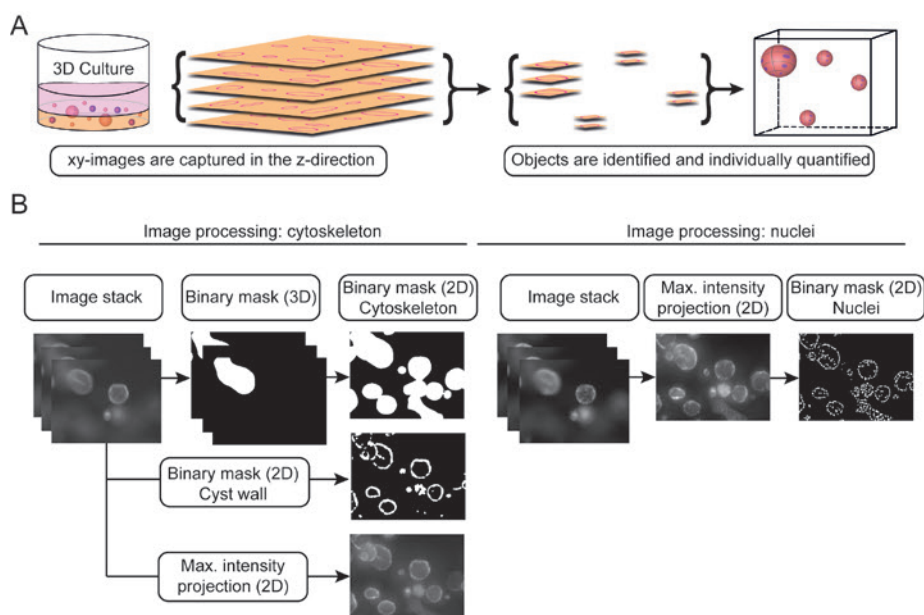 A
3D Culture
xy-images are captured in the z-direction
Objects are identified and individually quantified
B
Image processing: cytoskeleton
Image processing: nuclei
Image stack
Binary mask (3D)
Binary mask (2D)
Cytoskeleton
Image stack
Max. intensity
projection (2D)
Binary mask (2D)
Nuclei
Binary mask (2D)
Cyst wall
Max. intensity
projection (2D)